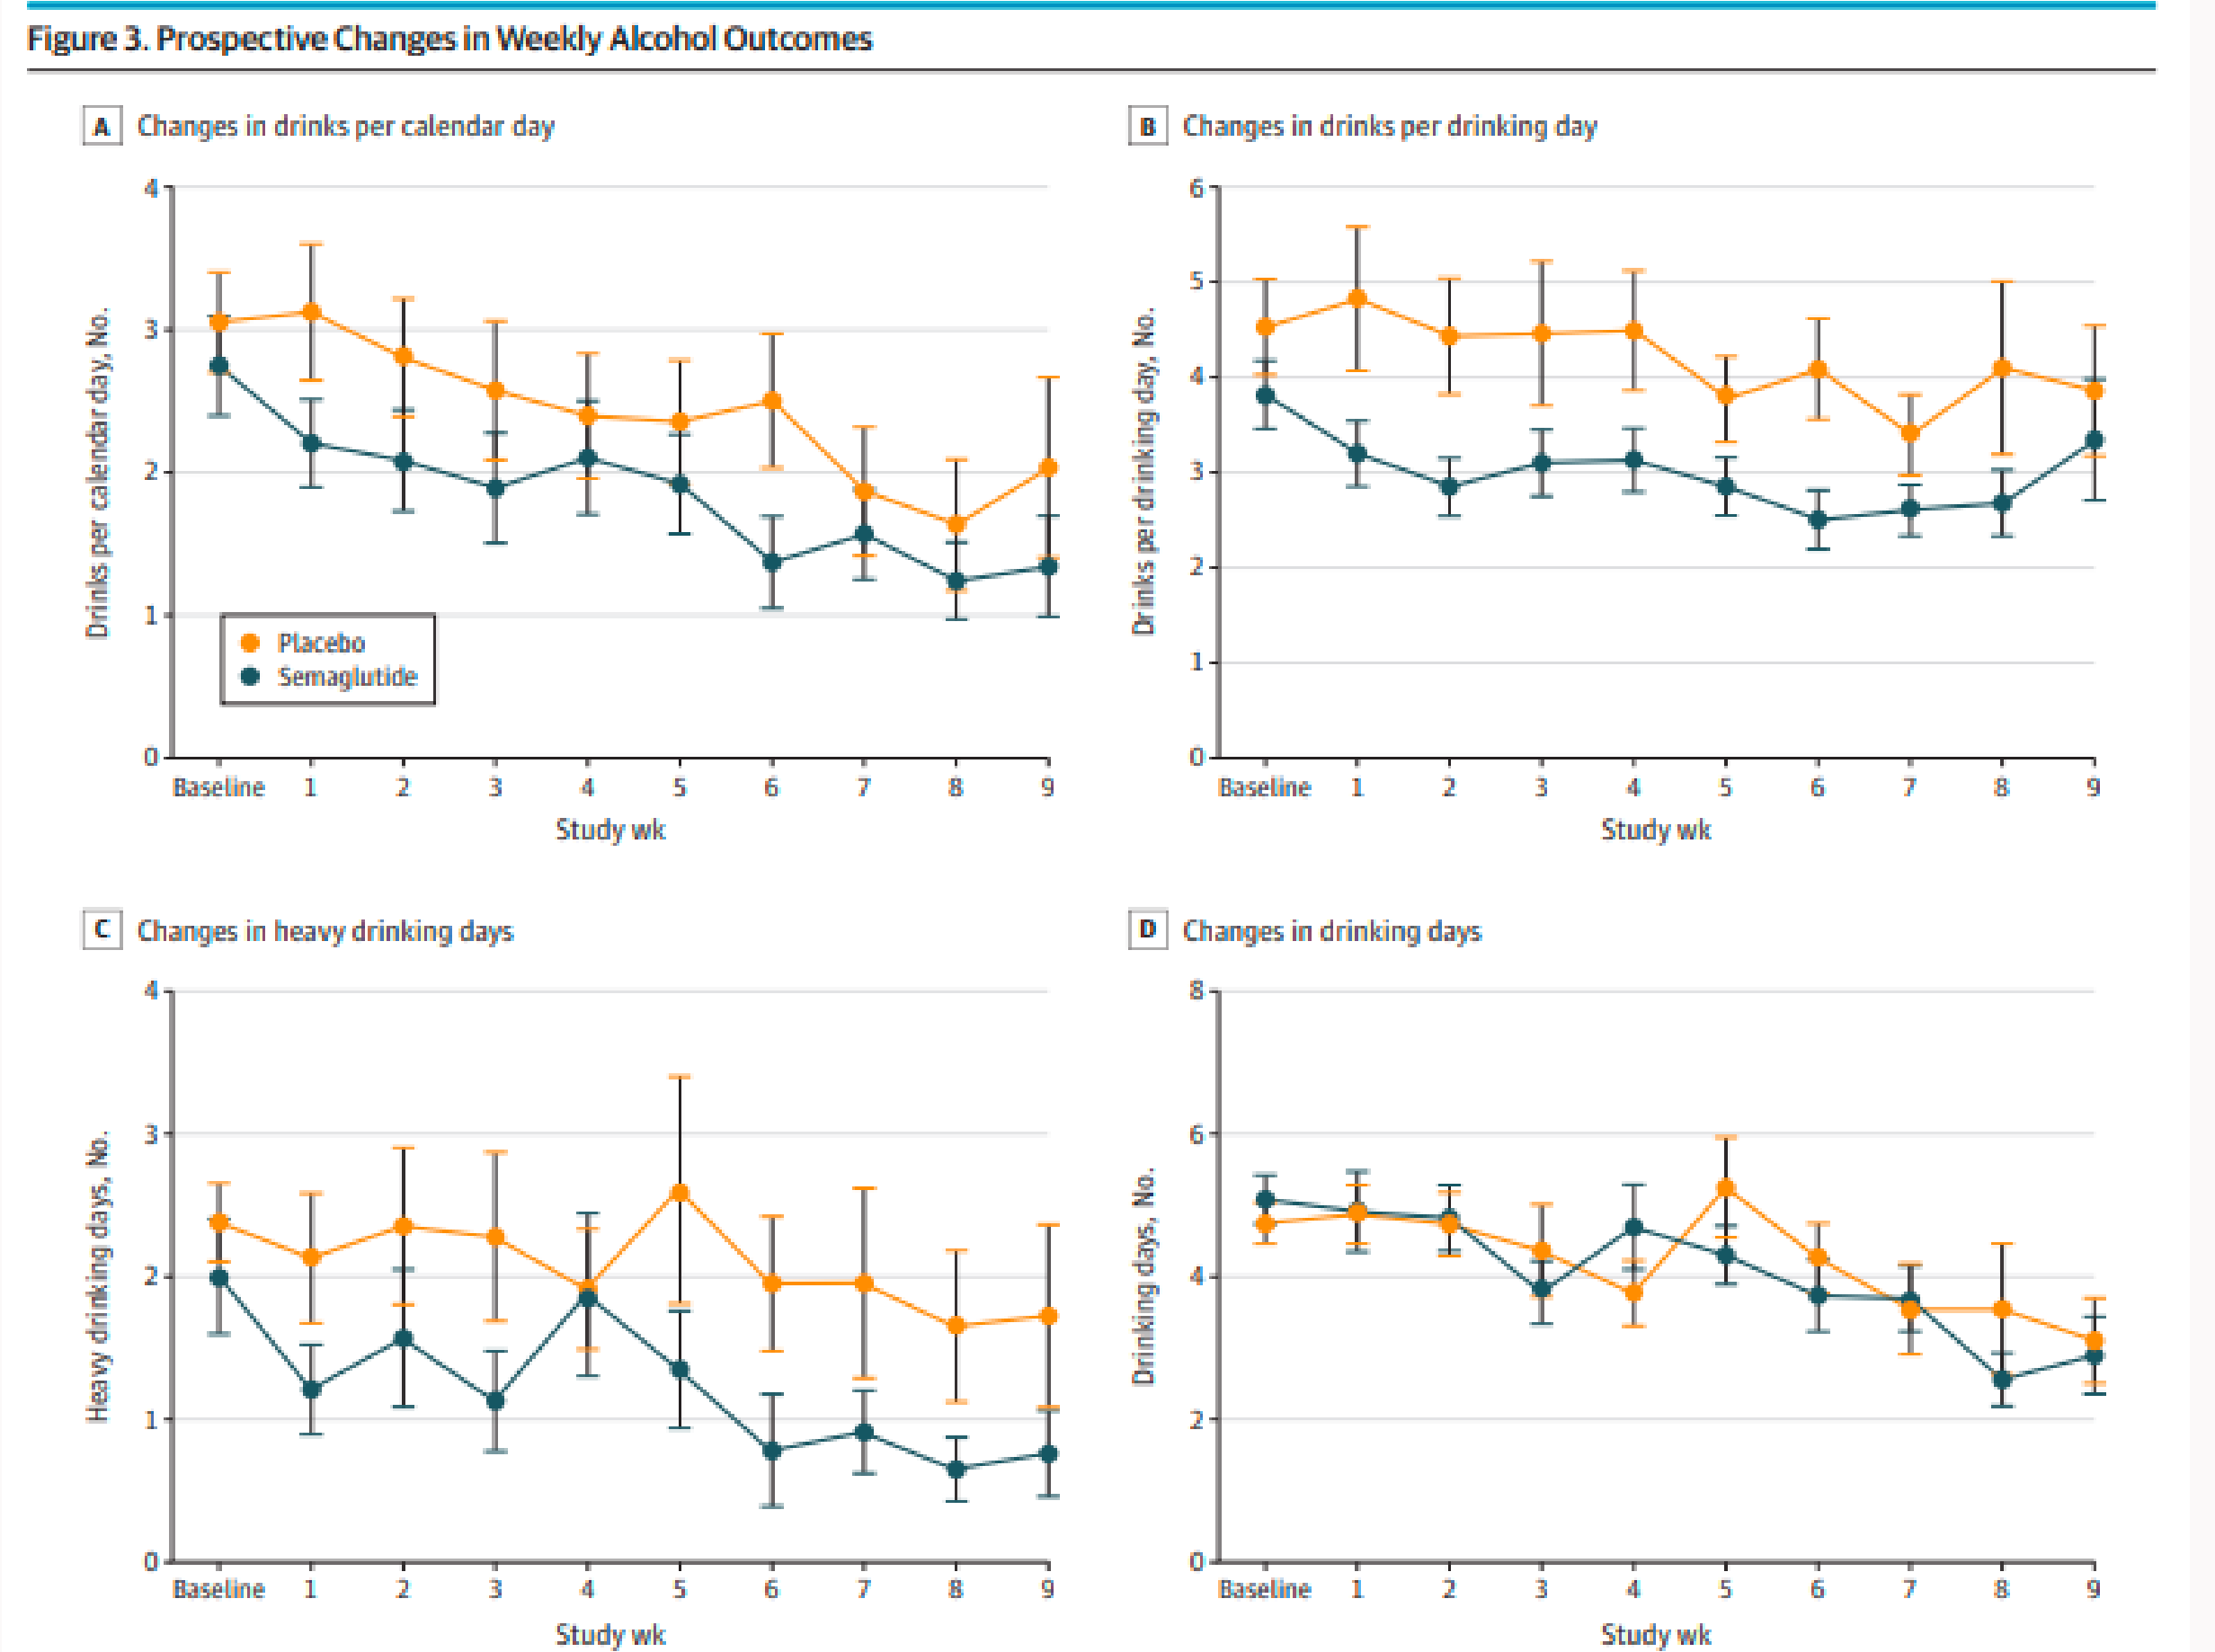 Figure 3. Prospective Changes in Weekly Alcohol Outcomes
A Changes in drinks per calendar day
4
3
2
1
0
Drinks per calendar day, No.
Placebo
Semaglutide
Baseline 1 2 3 4 5 6 7 8 9
Study wk
B Changes in drinks per drinking day
6
5
4
3
2
1
0
Drinks per drinking day, No.
Baseline 1 2 3 4 5 6 7 8 9
Study wk
C Changes in heavy drinking days
4
3
2
1
0
Heavy drinking days, No.
Baseline 1 2 3 4 5 6 7 8 9
Study wk
D Changes in drinking days
8
6
4
2
0
Drinking days, No.
Baseline 1 2 3 4 5 6 7 8 9
Study wk